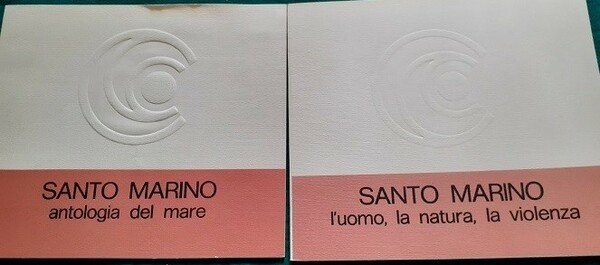 SANTO MARINO
antologia del mare
SANTO MARINO
l'uomo, la natura, la violenza